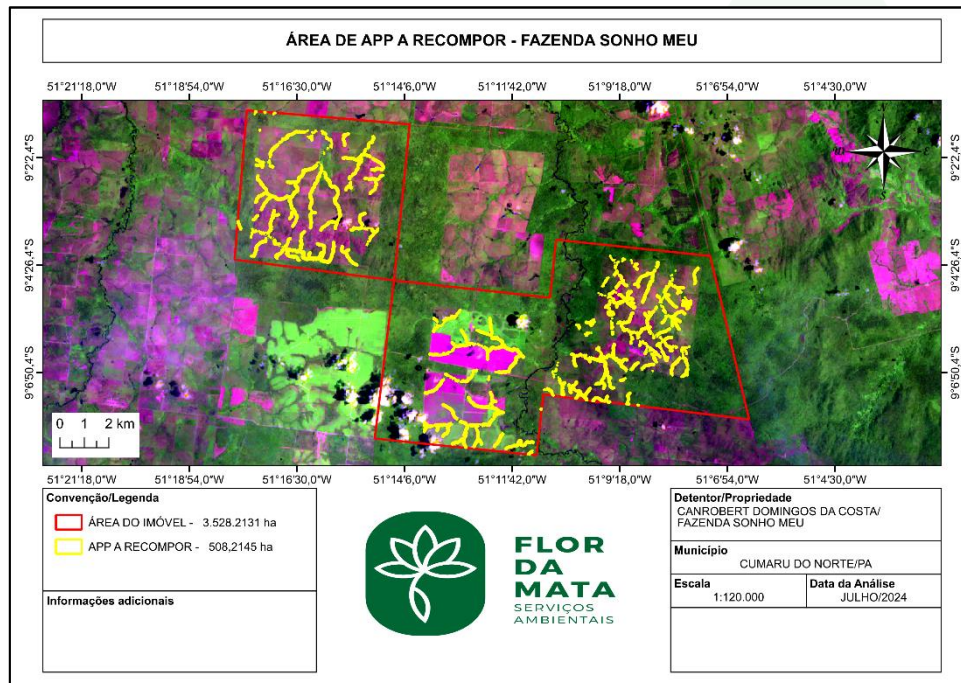 ÁREA DE APP A RECOMPOR - FAZENDA SONHO MEU
51°21'18,0"W 51°18'54,0"W 51°16'30,0"W 51°14'6,0"W 51°11'42,0"W 51°9'18,0"W 51°6'54,0"W 51°4'30,0"W
9°2'2,4"S 9°2'2,4"S
9°4'26,4"S 9°4'26,4"S
9°6'50,4"S 9°6'50,4"S
0 1 2 km
51°21'18,0"W 51°18'54,0"W 51°16'30,0"W 51°14'6,0"W 51°11'42,0"W 51°9'18,0"W 51°6'54,0"W 51°4'30,0"W
Convenção/Legenda
ÁREA DO IMÓVEL - 3.528.2131 ha
APP A RECOMPOR - 508,2145 ha
Informações adicionais
FLOR
DA
MATA
SERVIÇOS
AMBIENTAIS
Detentor/Propriedade
CANROBERT DOMINGOS DA COSTA/
FAZENDA SONHO MEU
Município
CUMARU DO NORTE/PA
Escala
1:120.000
Data da Análise
JULHO/2024